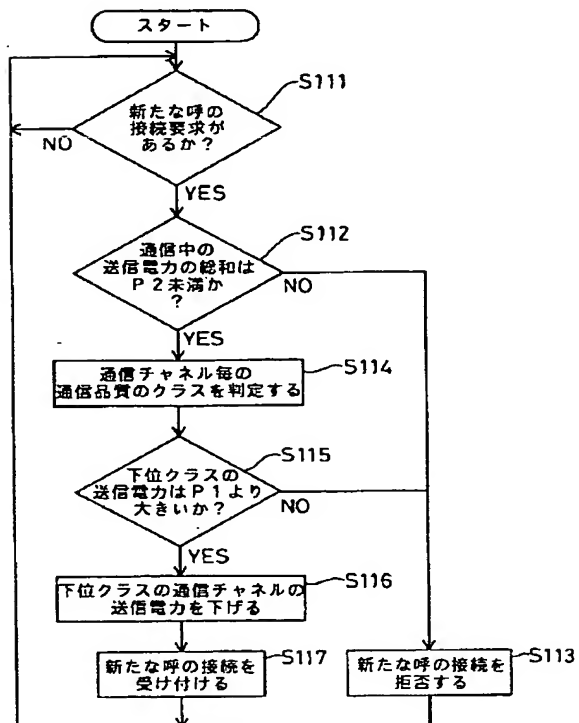 スタート
S111
新たな呼の
接続要求が
あるか？
NO
YES
S112
通信中の
送信電力の総和は
P2未満か
？
NO
YES
S114
通信チャネル毎の
通信品質のクラスを判定する
S115
下位クラスの
送信電力はP1より
大きいか？
NO
YES
S116
下位クラスの通信チャネルの
送信電力を下げる
S117
新たな呼の接続を
受け付ける
S113
新たな呼の接続を
拒否する